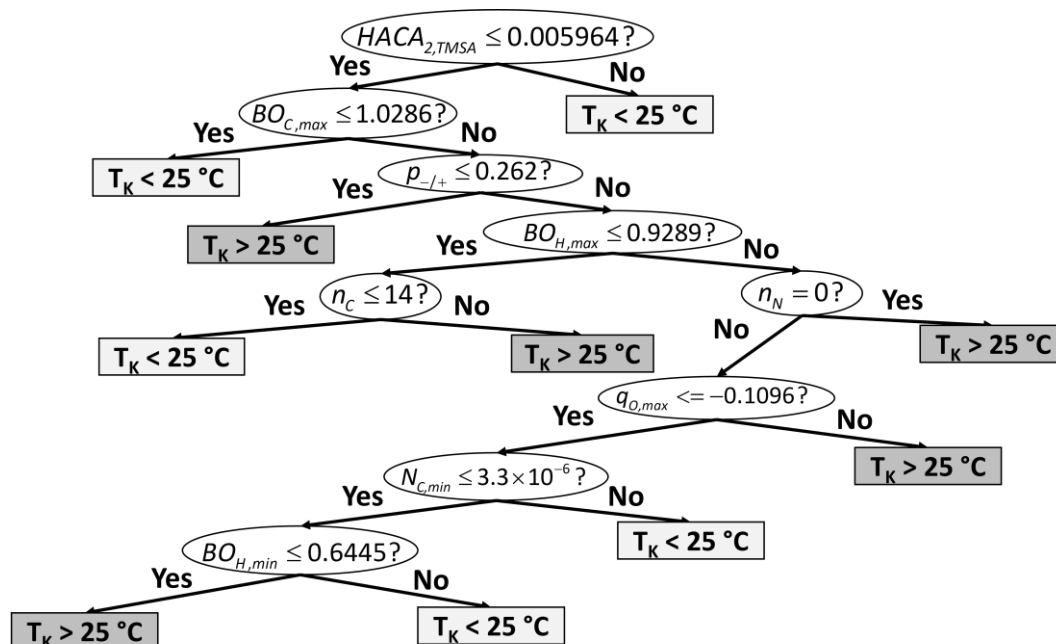 HACA2,TMSA ≤ 0.005964?
Yes No
BOC,max ≤ 1.0286? TK < 25 °C
Yes No
TK < 25 °C p−/+ ≤ 0.262?
Yes No
TK > 25 °C BOH,max ≤ 0.9289?
Yes No
nC ≤ 14? nN = 0?
Yes No No Yes
TK < 25 °C TK > 25 °C TK > 25 °C
qO,max <= −0.1096?
Yes No
NC,min ≤ 3.3 × 10−6 ? TK > 25 °C
Yes No
BOH,min ≤ 0.6445? TK < 25 °C
Yes No
TK > 25 °C TK < 25 °C